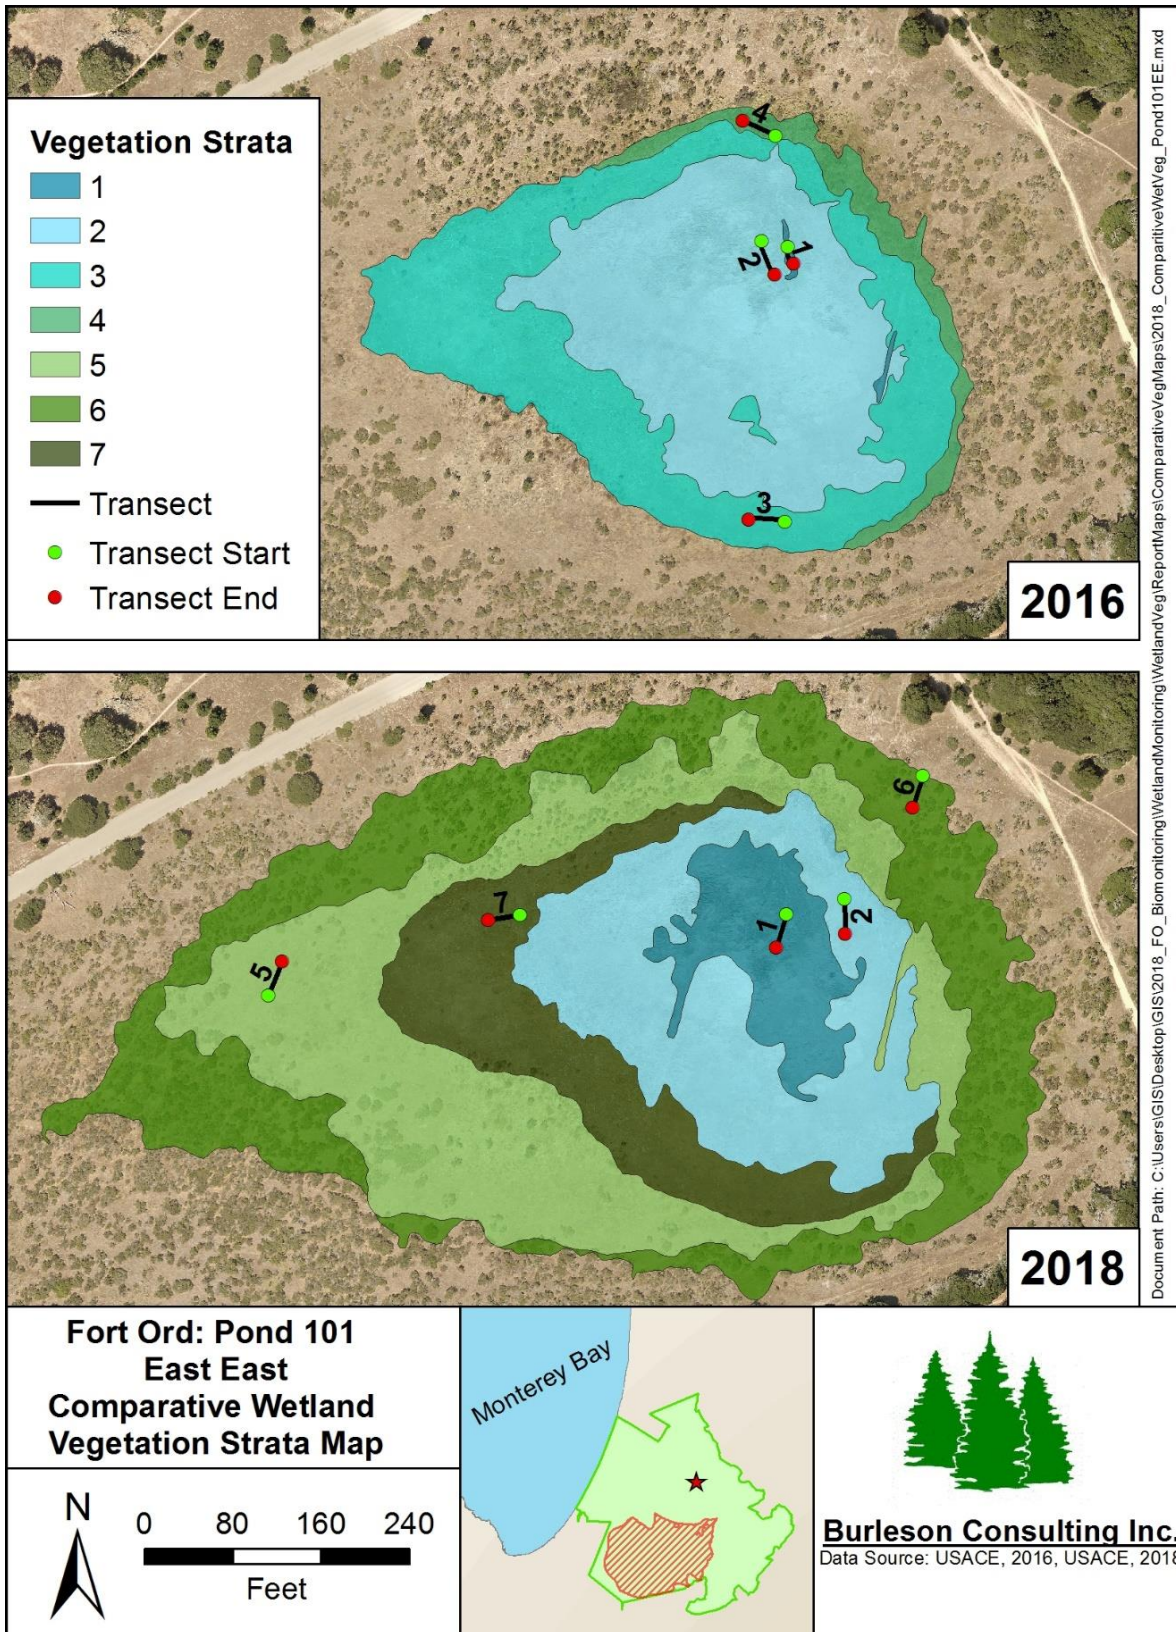 Vegetation Strata
1
2
3
4
5
6
7
Transect
Transect Start
Transect End
4
2
1
3
2016
6
7
1
2
5
2018
Document Path: C:\Users\GIS\Desktop\GIS\2018_FO_Biomonitoring\WetlandMonitoring\WetlandVeg\ReportMaps\ComparativeVegMaps\2018_ComparitiveWetVeg_Pond101EE.mxd
Fort Ord: Pond 101
East East
Comparative Wetland
Vegetation Strata Map
N
0 80 160 240
Feet
Monterey Bay
Burleson Consulting Inc.
Data Source: USACE, 2016, USACE, 2018